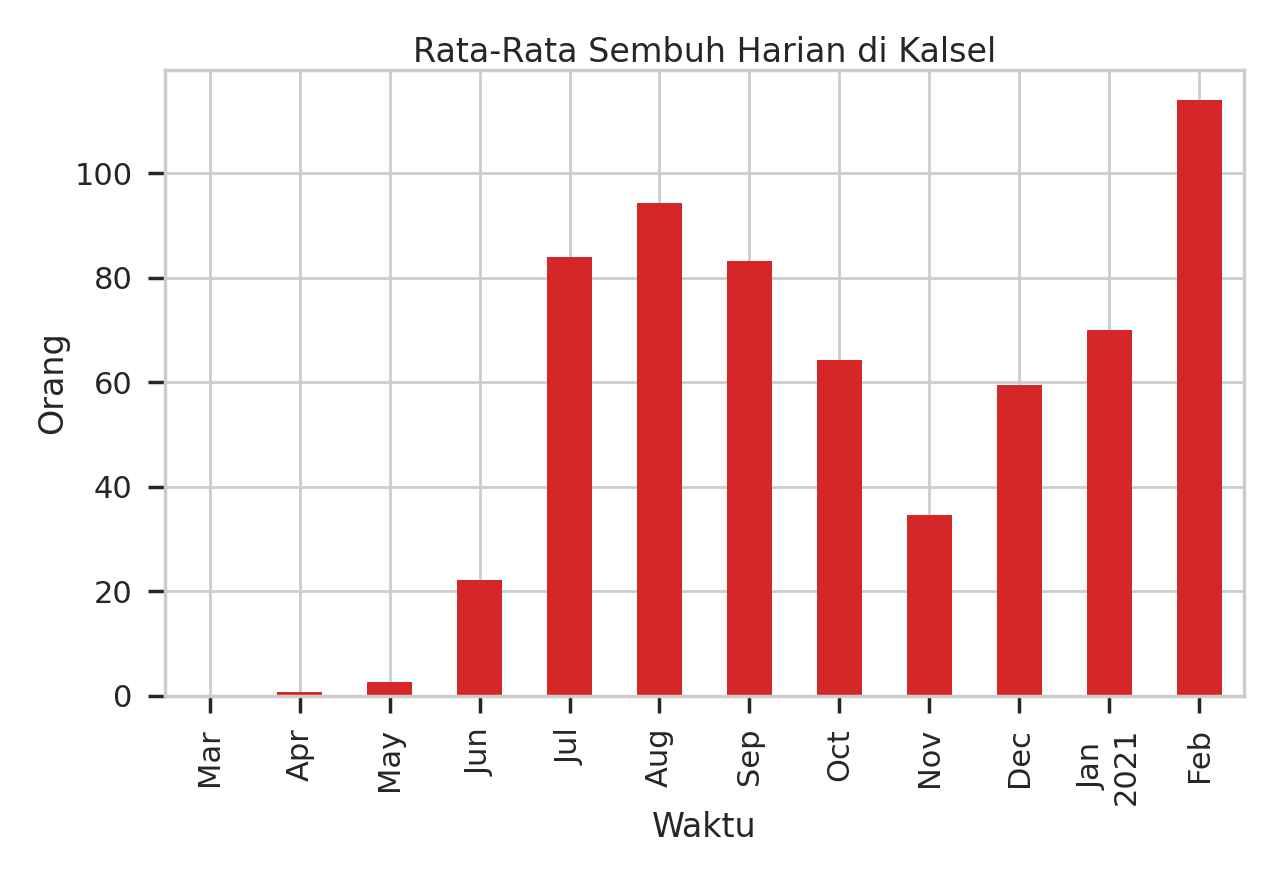 Rata-Rata Sembuh Harian di Kalsel
100
80
60
40
20
0
Orang
Mar
Apr
May
Jun
Jul
Aug
Sep
Oct
Nov
Dec
Jan
2021
Feb
Waktu